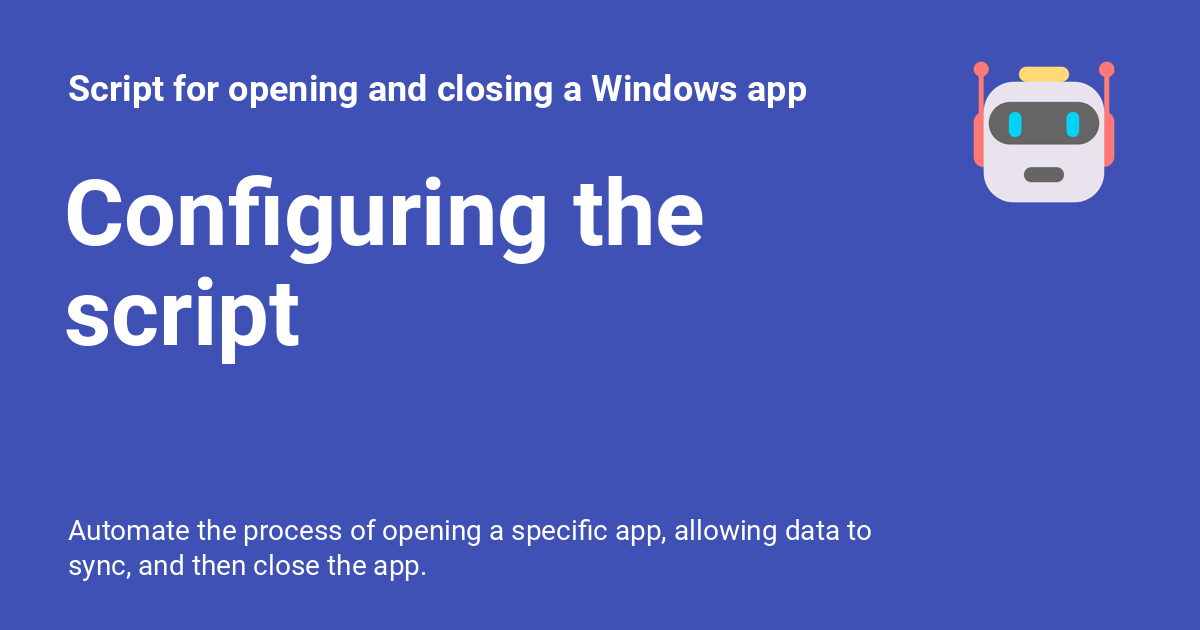 Script for opening and closing a Windows app
Configuring the
script
Automate the process of opening a specific app, allowing data to
sync, and then close the app.